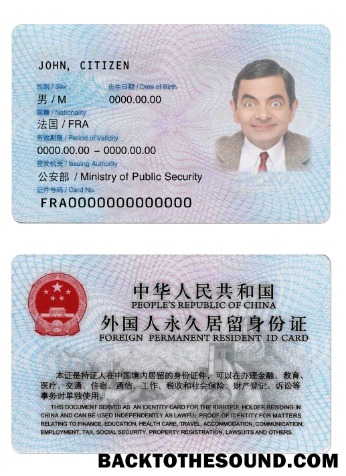 JOHN, CITIZEN
性别 / Sex 出生日期 / Date of Birth
男 / M 0000.00.00
国籍 / Nationality
法国 / FRA
有效期限 / Period of Validity
0000.00.00 – 0000.00.00
签发机关 / Issuing Authority
公安部 / Ministry of Public Security
证件号码 / Card No.
FRA0000000000000
中华人民共和国
PEOPLE'S REPUBLIC OF CHINA
外国人永久居留身份证
FOREIGN PERMANENT RESIDENT ID CARD
本证是持证人在中国境内居留的身份证件，可以在办理金融、教育、
医疗、交通、住宿、通信、工作、税收和社会保险、财产登记、诉讼等
事务时单独使用。
THIS DOCUMENT SERVES AS AN IDENTITY CARD FOR THE RIGHTFUL HOLDER RESIDING IN
CHINA AND CAN BE USED INDEPENDENTLY AS LAWFUL PROOF OF IDENTITY FOR MATTERS
RELATING TO FINANCE, EDUCATION, HEALTH CARE, TRAVEL, ACCOMMODATION, COMMUNICATION,
EMPLOYMENT, TAX, SOCIAL SECURITY, PROPERTY REGISTRATION, LAWSUITS AND OTHERS.
BACKTOTHESOUND.COM